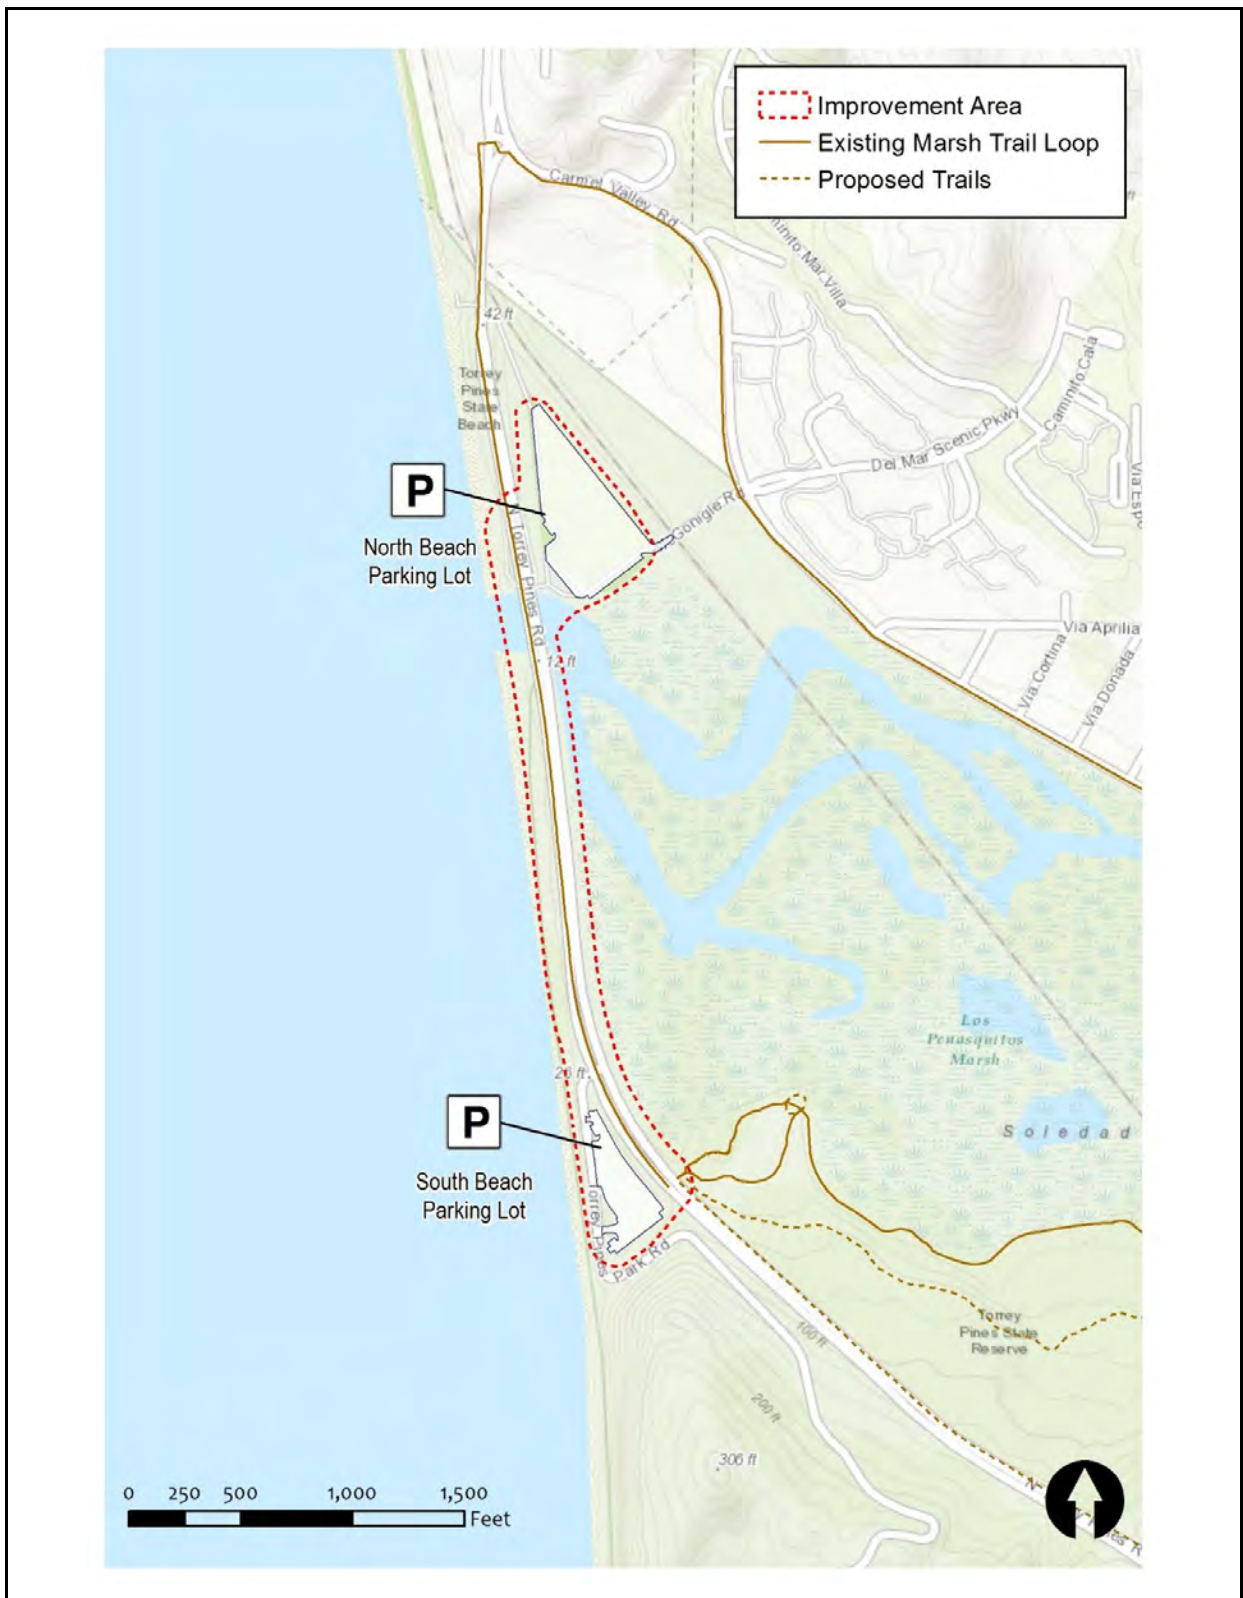 Improvement Area
Existing Marsh Trail Loop
Proposed Trails
ft
Carmel Valley Rd
Mar Villa
42 ft
Torrey
Pines
State
Beach
Caminito Cala
Del Mar Scenic Pkwy
P
North Beach
Parking Lot
Gonigle Rd
N Torrey Pines Rd
12 ft
Via Aprilia
Via Cortina
Via Donada
Los
Penasquitos
Marsh
Soledad
26 ft
P
South Beach
Parking Lot
Torrey Pines
Park Rd
Torrey
Pines State
Reserve
100 ft
200 ft
306 ft
0 250 500 1,000 1,500
Feet
N